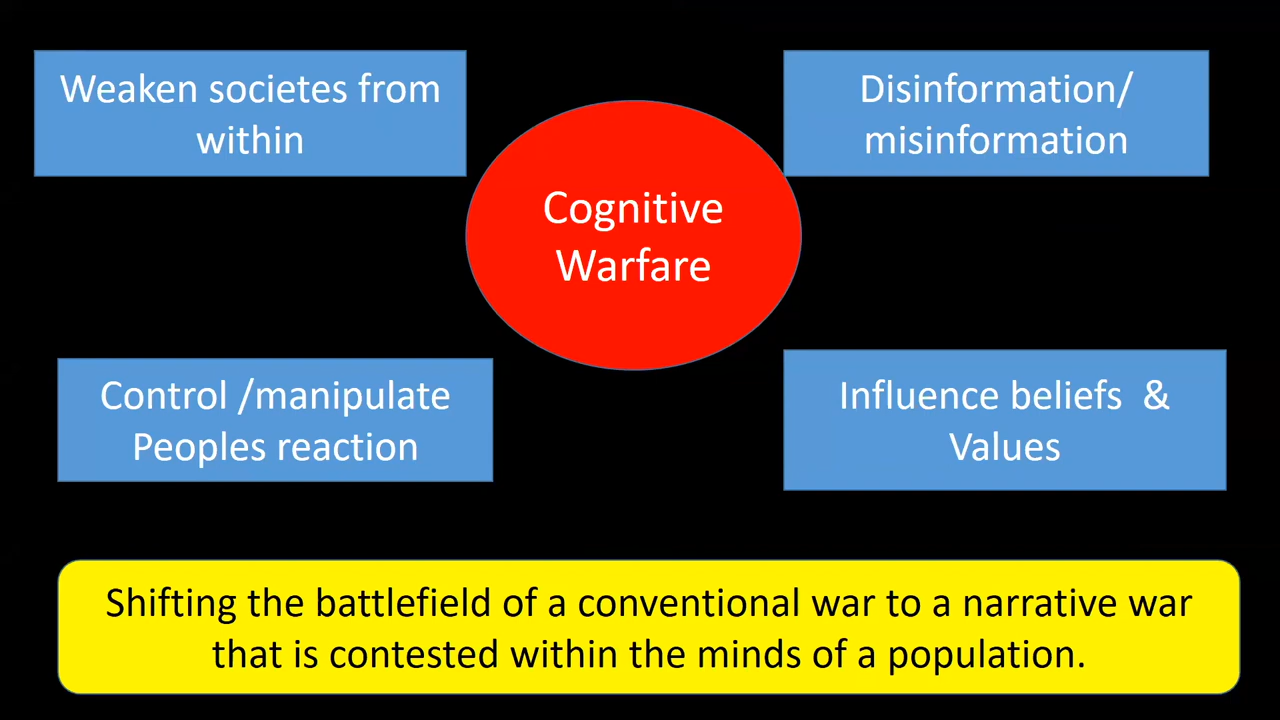 Weaken societes from
within
Disinformation/
misinformation
Cognitive
Warfare
Control /manipulate
Peoples reaction
Influence beliefs  &
Values
Shifting the battlefield of a conventional war to a narrative war
that is contested within the minds of a population.